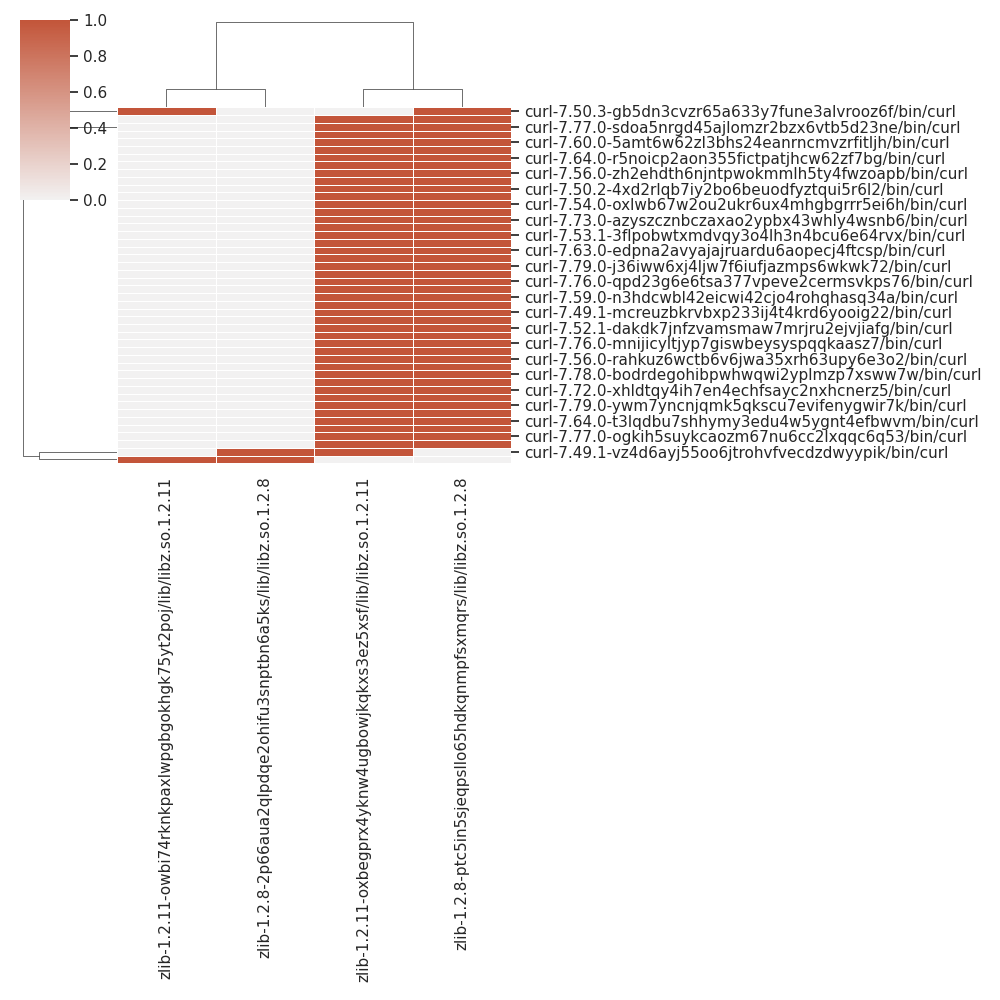 1.0
0.8
0.6
0.4
0.2
0.0
curl-7.50.3-gb5dn3cvzr65a633y7fune3alvrooz6f/bin/curl
curl-7.77.0-sdoa5nrgd45ajlomzr2bzx6vtb5d23ne/bin/curl
curl-7.60.0-5amt6w62zl3bhs24eanrncmvzrfitljh/bin/curl
curl-7.64.0-r5noicp2aon355fictpatjhcw62zf7bg/bin/curl
curl-7.56.0-zh2ehdth6njntpwokmmlh5ty4fwzoapb/bin/curl
curl-7.50.2-4xd2rlqb7iy2bo6beuodfyztqui5r6l2/bin/curl
curl-7.54.0-oxlwb67w2ou2ukr6ux4mhgbgrrr5ei6h/bin/curl
curl-7.73.0-azyszcznbczaxao2ypbx43whly4wsnb6/bin/curl
curl-7.53.1-3flpobwtxmdvqy3o4lh3n4bcu6e64rvx/bin/curl
curl-7.63.0-edpna2avyajajruardu6aopecj4ftcsp/bin/curl
curl-7.79.0-j36iww6xj4ljw7f6iufjazmps6wkwk72/bin/curl
curl-7.76.0-qpd23g6e6tsa377vpeve2cermsvkps76/bin/curl
curl-7.59.0-n3hdcwbl42eicwi42cjo4rohqhasq34a/bin/curl
curl-7.49.1-mcreuzbkrvbxp233ij4t4krd6yooig22/bin/curl
curl-7.52.1-dakdk7jnfzvamsmaw7mrjru2ejvjiafg/bin/curl
curl-7.76.0-mnijicyltjyp7giswbeysyspqqkaasz7/bin/curl
curl-7.56.0-rahkuz6wctb6v6jwa35xrh63upy6e3o2/bin/curl
curl-7.78.0-bodrdegohibpwhwqwi2yplmzp7xsww7w/bin/curl
curl-7.72.0-xhldtqy4ih7en4echfsayc2nxhcnerz5/bin/curl
curl-7.79.0-ywm7yncnjqmk5qkscu7evifenygwir7k/bin/curl
curl-7.64.0-t3lqdbu7shhymy3edu4w5ygnt4efbwvm/bin/curl
curl-7.77.0-ogkih5suykcaozm67nu6cc2lxqqc6q53/bin/curl
curl-7.49.1-vz4d6ayj55oo6jtrohvfvecdzdwyypik/bin/curl
zlib-1.2.11-owbi74rknkpaxlwpgbgokhgk75yt2poj/lib/libz.so.1.2.11
zlib-1.2.8-2p66aua2qlpdqe2ohifu3snptbn6a5ks/lib/libz.so.1.2.8
zlib-1.2.11-oxbegprx4yknw4ugbowjkqkxs3ez5xsf/lib/libz.so.1.2.11
zlib-1.2.8-ptc5in5sjeqpsllo65hdkqnmpfsxmqrs/lib/libz.so.1.2.8